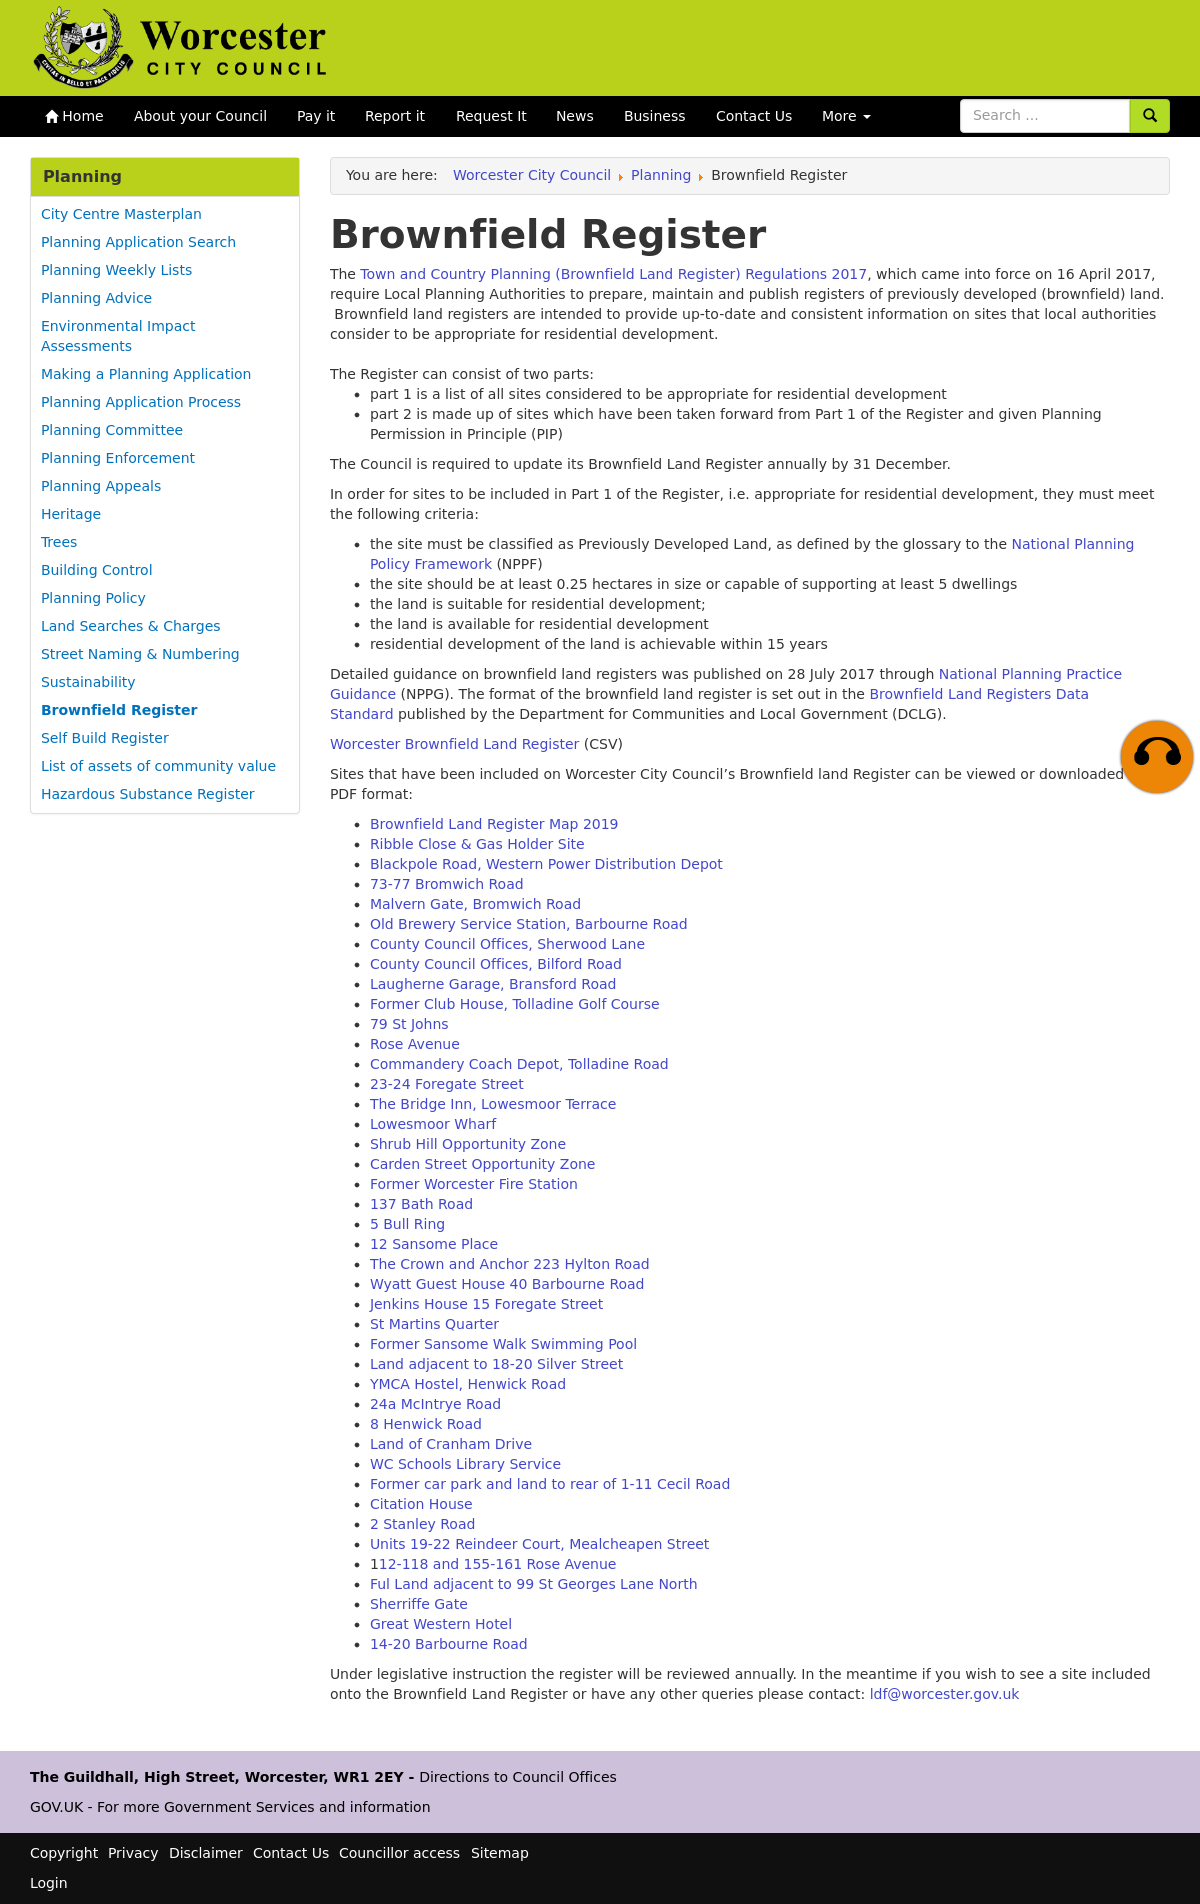 Worcester
CITY COUNCIL
CIVITAS IN BELLO ET PACE FIDELIS
Home About your Council Pay it Report it Request It News Business Contact Us More
Search ...
Planning
City Centre Masterplan
Planning Application Search
Planning Weekly Lists
Planning Advice
Environmental Impact
Assessments
Making a Planning Application
Planning Application Process
Planning Committee
Planning Enforcement
Planning Appeals
Heritage
Trees
Building Control
Planning Policy
Land Searches & Charges
Street Naming & Numbering
Sustainability
Brownfield Register
Self Build Register
List of assets of community value
Hazardous Substance Register
You are here: Worcester City Council Planning Brownfield Register
Brownfield Register
The Town and Country Planning (Brownfield Land Register) Regulations 2017, which came into force on 16 April 2017,
require Local Planning Authorities to prepare, maintain and publish registers of previously developed (brownfield) land.
Brownfield land registers are intended to provide up-to-date and consistent information on sites that local authorities
consider to be appropriate for residential development.
The Register can consist of two parts:
• part 1 is a list of all sites considered to be appropriate for residential development
• part 2 is made up of sites which have been taken forward from Part 1 of the Register and given Planning
Permission in Principle (PIP)
The Council is required to update its Brownfield Land Register annually by 31 December.
In order for sites to be included in Part 1 of the Register, i.e. appropriate for residential development, they must meet
the following criteria:
• the site must be classified as Previously Developed Land, as defined by the glossary to the National Planning
Policy Framework (NPPF)
• the site should be at least 0.25 hectares in size or capable of supporting at least 5 dwellings
• the land is suitable for residential development;
• the land is available for residential development
• residential development of the land is achievable within 15 years
Detailed guidance on brownfield land registers was published on 28 July 2017 through National Planning Practice
Guidance (NPPG). The format of the brownfield land register is set out in the Brownfield Land Registers Data
Standard published by the Department for Communities and Local Government (DCLG).
Worcester Brownfield Land Register (CSV)
Sites that have been included on Worcester City Council’s Brownfield land Register can be viewed or downloaded
PDF format:
• Brownfield Land Register Map 2019
• Ribble Close & Gas Holder Site
• Blackpole Road, Western Power Distribution Depot
• 73-77 Bromwich Road
• Malvern Gate, Bromwich Road
• Old Brewery Service Station, Barbourne Road
• County Council Offices, Sherwood Lane
• County Council Offices, Bilford Road
• Laugherne Garage, Bransford Road
• Former Club House, Tolladine Golf Course
• 79 St Johns
• Rose Avenue
• Commandery Coach Depot, Tolladine Road
• 23-24 Foregate Street
• The Bridge Inn, Lowesmoor Terrace
• Lowesmoor Wharf
• Shrub Hill Opportunity Zone
• Carden Street Opportunity Zone
• Former Worcester Fire Station
• 137 Bath Road
• 5 Bull Ring
• 12 Sansome Place
• The Crown and Anchor 223 Hylton Road
• Wyatt Guest House 40 Barbourne Road
• Jenkins House 15 Foregate Street
• St Martins Quarter
• Former Sansome Walk Swimming Pool
• Land adjacent to 18-20 Silver Street
• YMCA Hostel, Henwick Road
• 24a McIntrye Road
• 8 Henwick Road
• Land of Cranham Drive
• WC Schools Library Service
• Former car park and land to rear of 1-11 Cecil Road
• Citation House
• 2 Stanley Road
• Units 19-22 Reindeer Court, Mealcheapen Street
• 112-118 and 155-161 Rose Avenue
• Ful Land adjacent to 99 St Georges Lane North
• Sherriffe Gate
• Great Western Hotel
• 14-20 Barbourne Road
Under legislative instruction the register will be reviewed annually. In the meantime if you wish to see a site included
onto the Brownfield Land Register or have any other queries please contact: ldf@worcester.gov.uk
The Guildhall, High Street, Worcester, WR1 2EY - Directions to Council Offices
GOV.UK - For more Government Services and information
Copyright Privacy Disclaimer Contact Us Councillor access Sitemap
Login